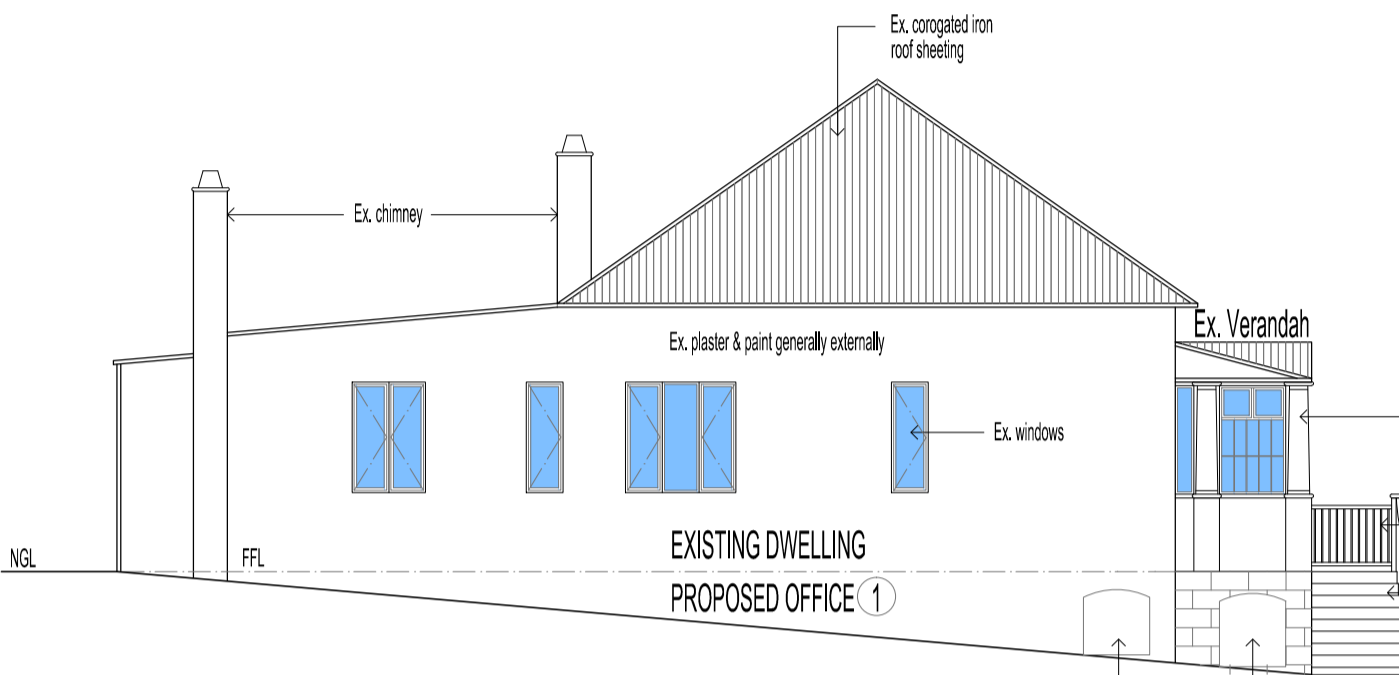 Ex. corogated iron
roof sheeting
Ex. chimney
Ex. Verandah
Ex. plaster & paint generally externally
Ex. windows
EXISTING DWELLING
NGL
FFL
PROPOSED OFFICE 1